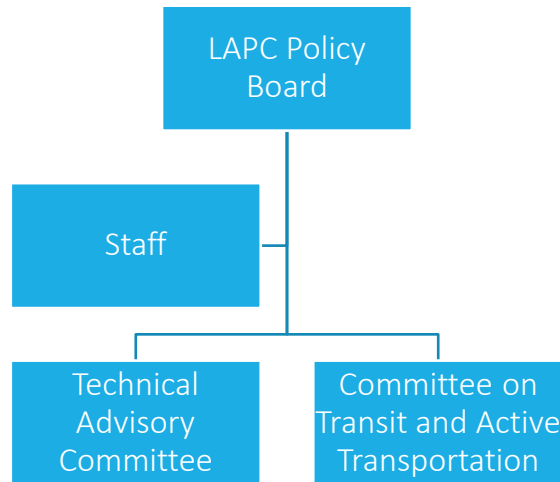 LAPC Policy
Board
Staff
Technical
Advisory
Committee
Committee on
Transit and Active
Transportation